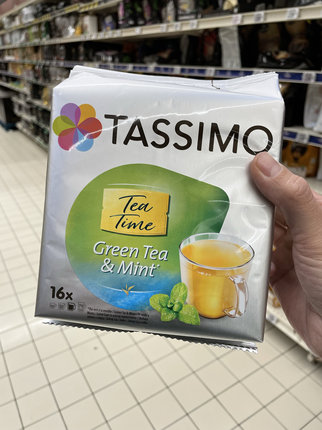 TASSIMO
Tea
Time
Green Tea
& Mint*
16x